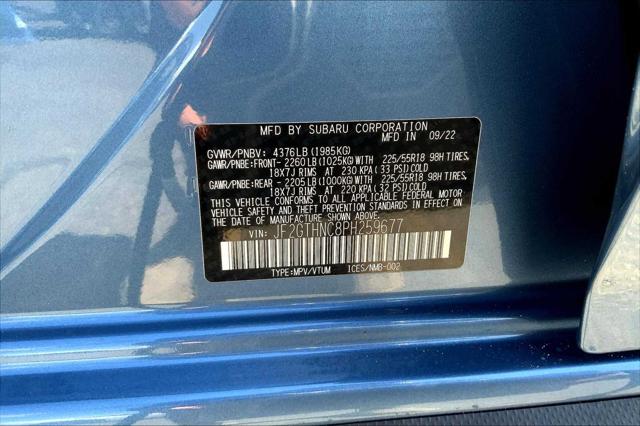 MFD BY SUBARU CORPORATION
MFD IN 09/22
GVWR/PNBV: 4376LB(1985KG)
GAWR/PNBE:FRONT- 2260LB(1025KG)WITH 225/55R18 98H TIRES,
18X7J RIMS AT 230 KPA(33 PSI)COLD
GAWR/PNBE:REAR - 2205LB(1000KG)WITH 225/55R18 98H TIRES,
18X7J RIMS AT 220 KPA(32 PSI)COLD
THIS VEHICLE CONFORMS TO ALL APPLICABLE FEDERAL MOTOR
VEHICLE SAFETY AND THEFT PREVENTION STANDARDS IN EFFECT ON
THE DATE OF MANUFACTURE SHOWN ABOVE.
VIN: JF2GTHNC8PH259677
TYPE:MPV/VTUM ICES/NMB-002